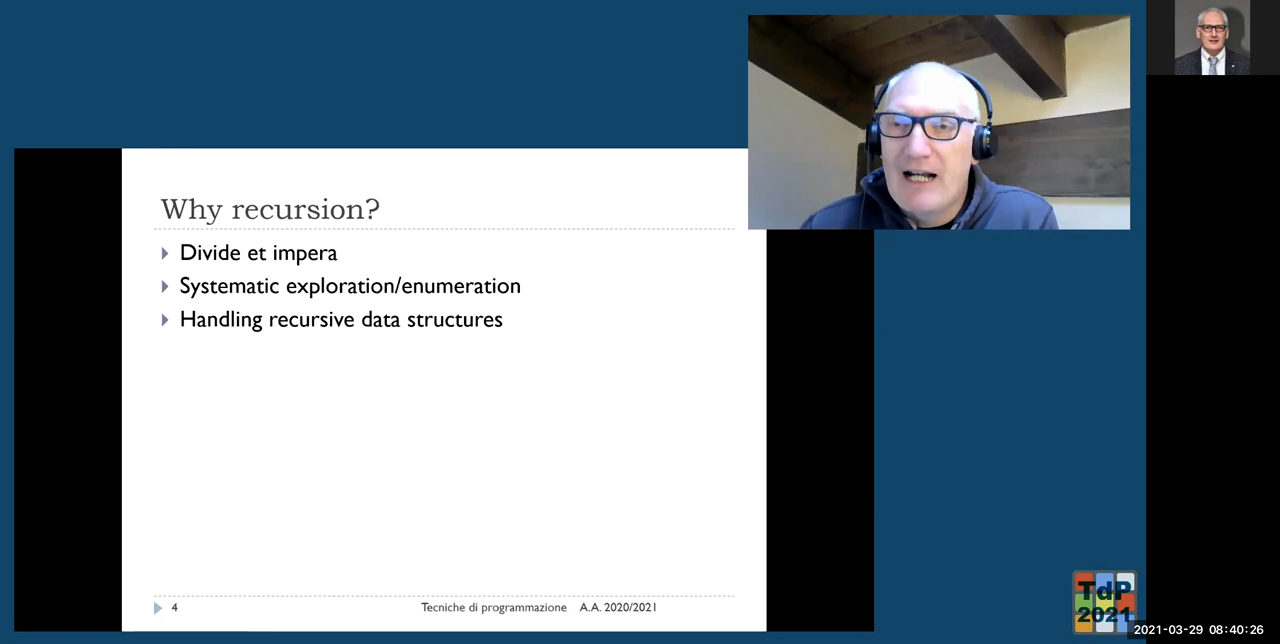 Why recursion?
Divide et impera
Systematic exploration/enumeration
Handling recursive data structures
4
Tecniche di programmazione A.A. 2020/2021
TdP
2021
2021-03-29 08:40:26